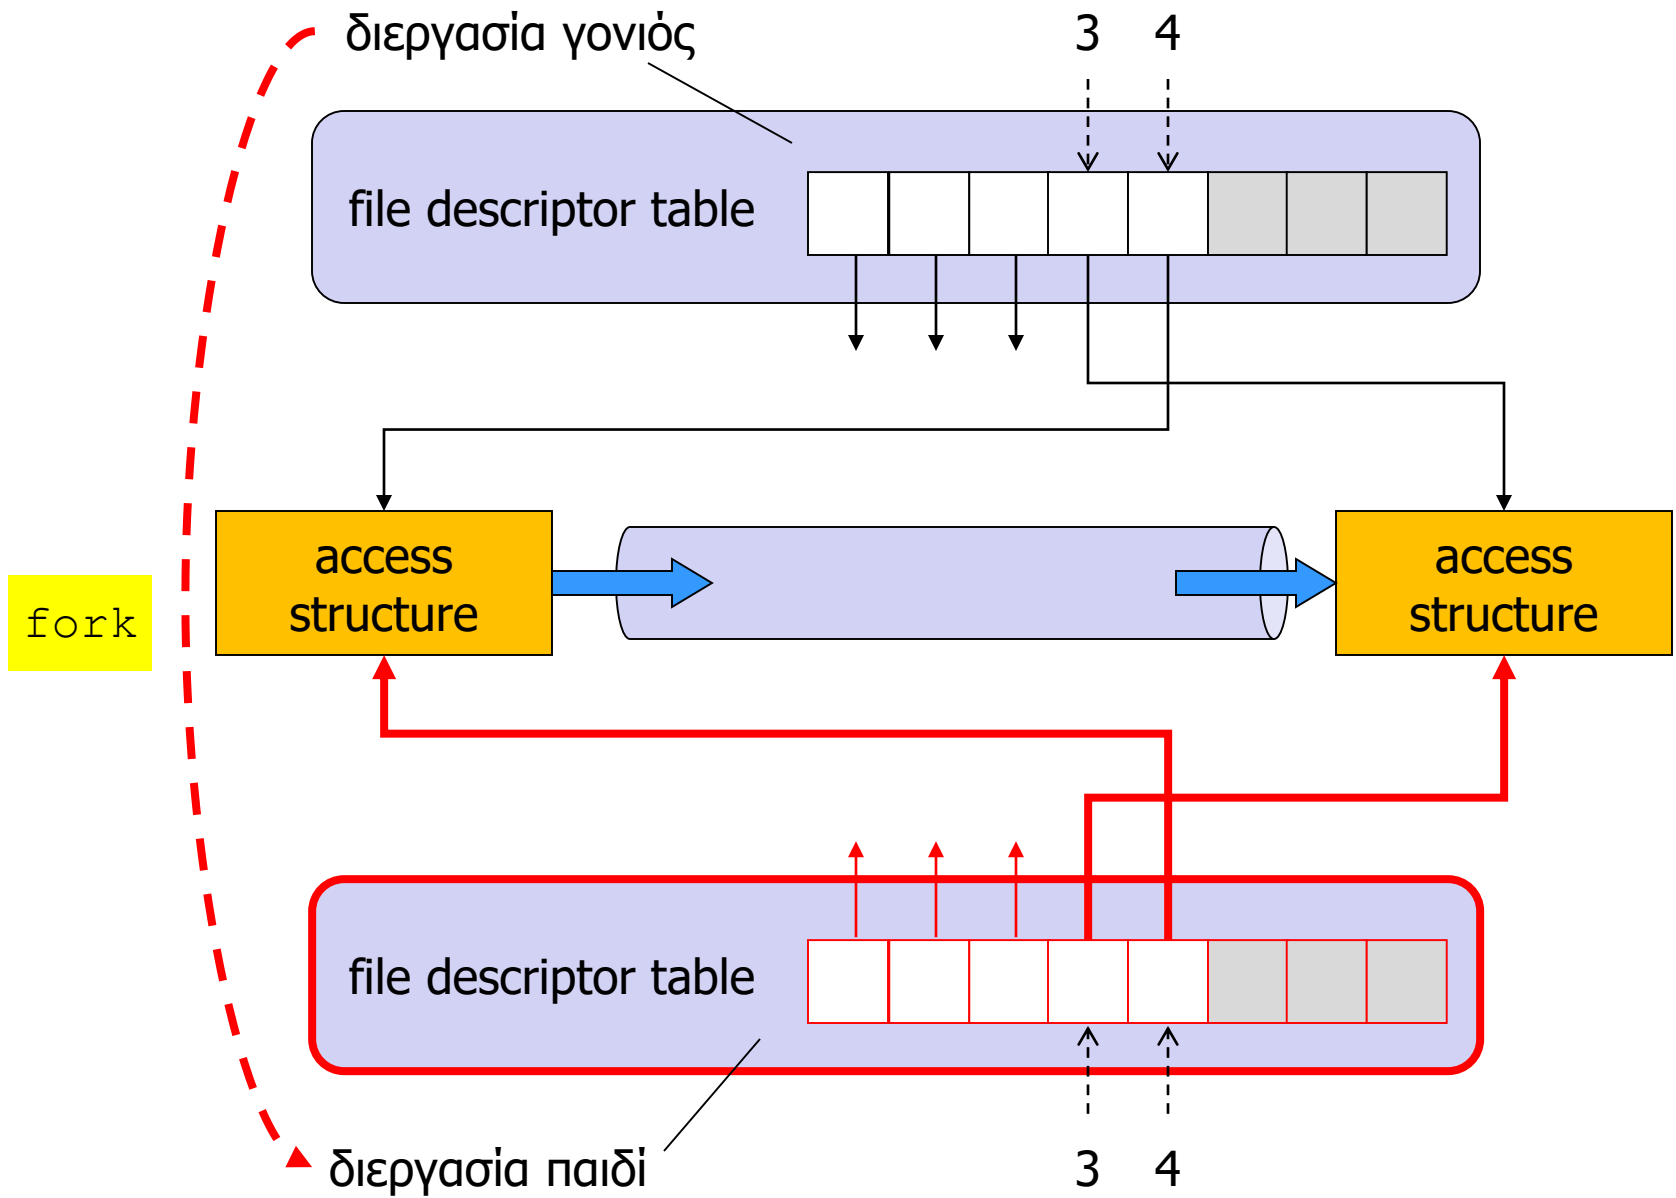 διεργασία γονιός
3 4
file descriptor table
access
structure
access
structure
fork
file descriptor table
διεργασία παιδί
3 4